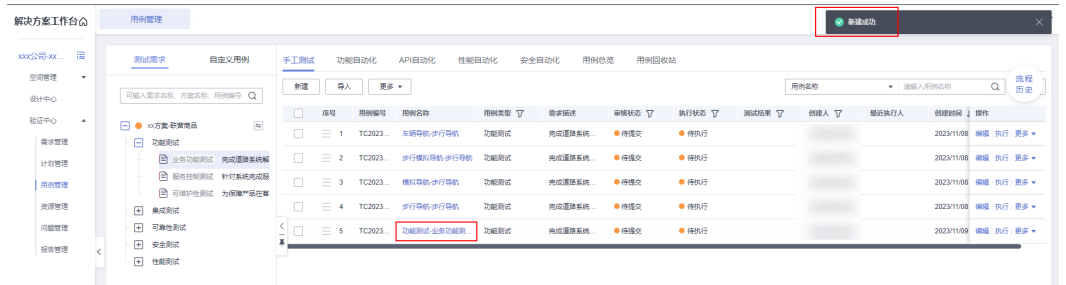 解决方案工作台
用例管理
新建成功.
xxx公司-xx...
空间管理
设计中心
验证中心
需求管理
计划管理
用例管理
资源管理
问题管理
报告管理
测试需求 自定义用例
可输入需求名称、方案名称、用例编号
xx方案-联营商品
功能测试
业务功能测试 完成道路系统解
服务控制测试 针对系统完成服
可维护性测试 为保障产品在客
集成测试
可靠性测试
安全测试
性能测试
手工测试 功能自动化 API自动化 性能自动化 安全自动化 用例总览 用例回收站
新建 导入 更多
用例名称 请输入用例名称
流程历史
序号 用例编号 用例名称 用例类型 需求描述 审核状态 执行状态 测试结果 创建人 最近执行人 创建时间 操作
1 TC2023... 车辆导航-步行导航 功能测试 完成道路系统... 待提交 待执行 2023/11/08 编辑 执行 更多
2 TC2023... 步行模拟导航-步行导航 功能测试 完成道路系统... 待提交 待执行 2023/11/08 编辑 执行 更多
3 TC2023... 模拟导航-步行导航 功能测试 完成道路系统... 待提交 待执行 2023/11/08 编辑 执行 更多
4 TC2023... 步行导航-步行导航 功能测试 完成道路系统... 待提交 待执行 2023/11/08 编辑 执行 更多
5 TC2023... 功能测试-业务功能测... 功能测试 完成道路系统... 待提交 待执行 2023/11/09 编辑 执行 更多